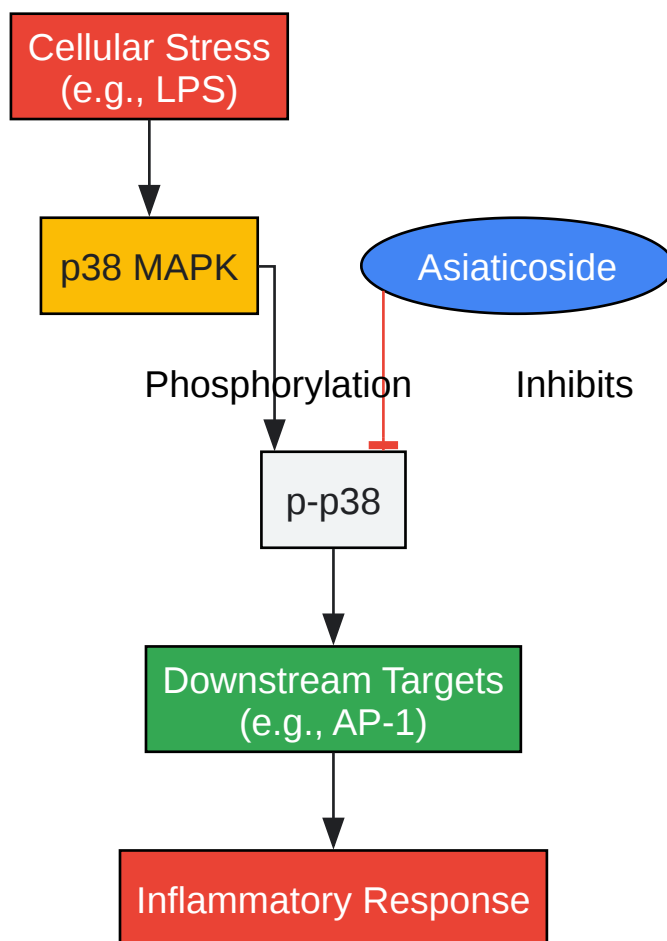 Cellular Stress
(e.g., LPS)
p38 MAPK
Asiaticoside
Phosphorylation
Inhibits
p-p38
Downstream Targets
(e.g., AP-1)
Inflammatory Response